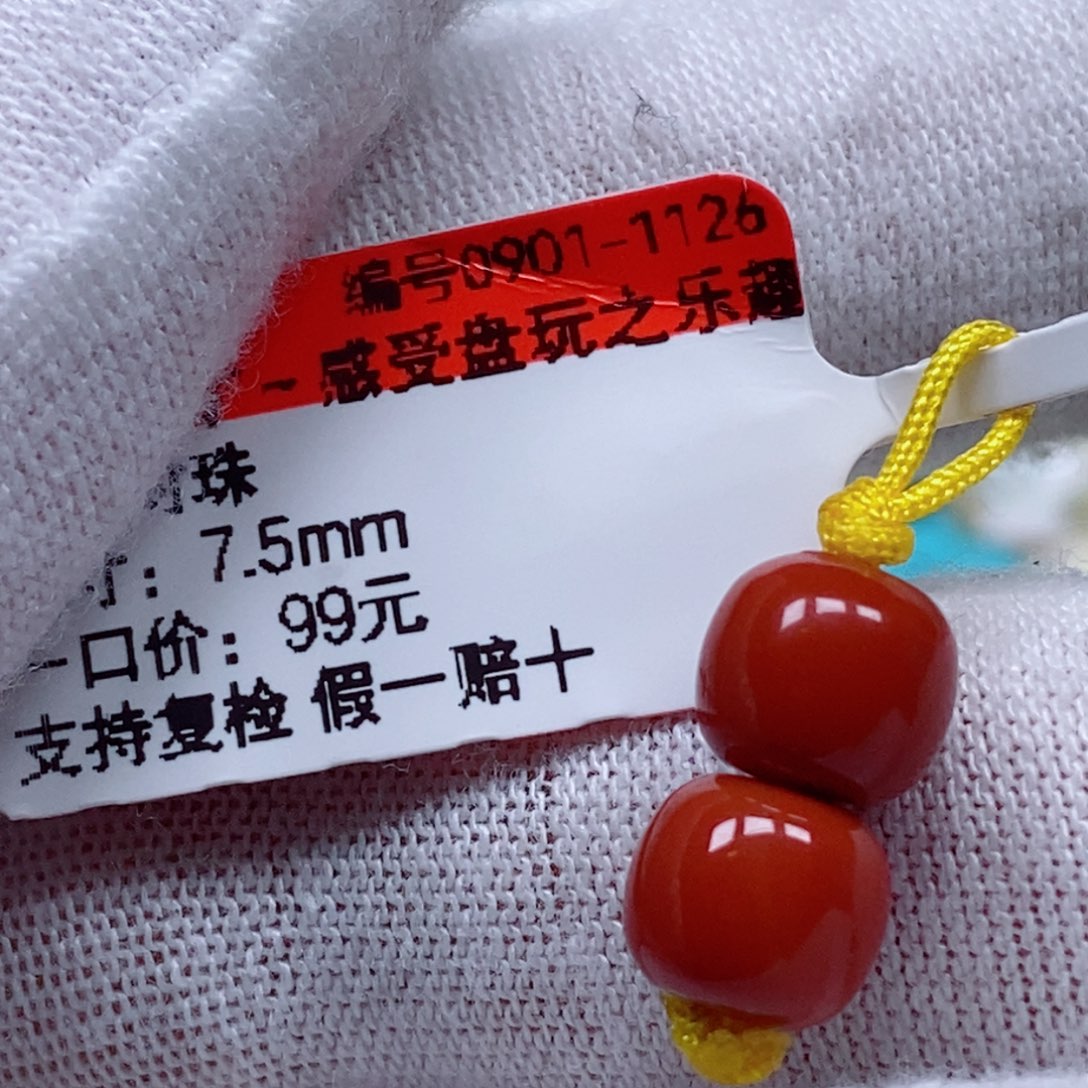 编号0901-1126
-感受盘玩之乐趣
珠
: 7.5mm
一口价: 99元
支持复检 假一赔十